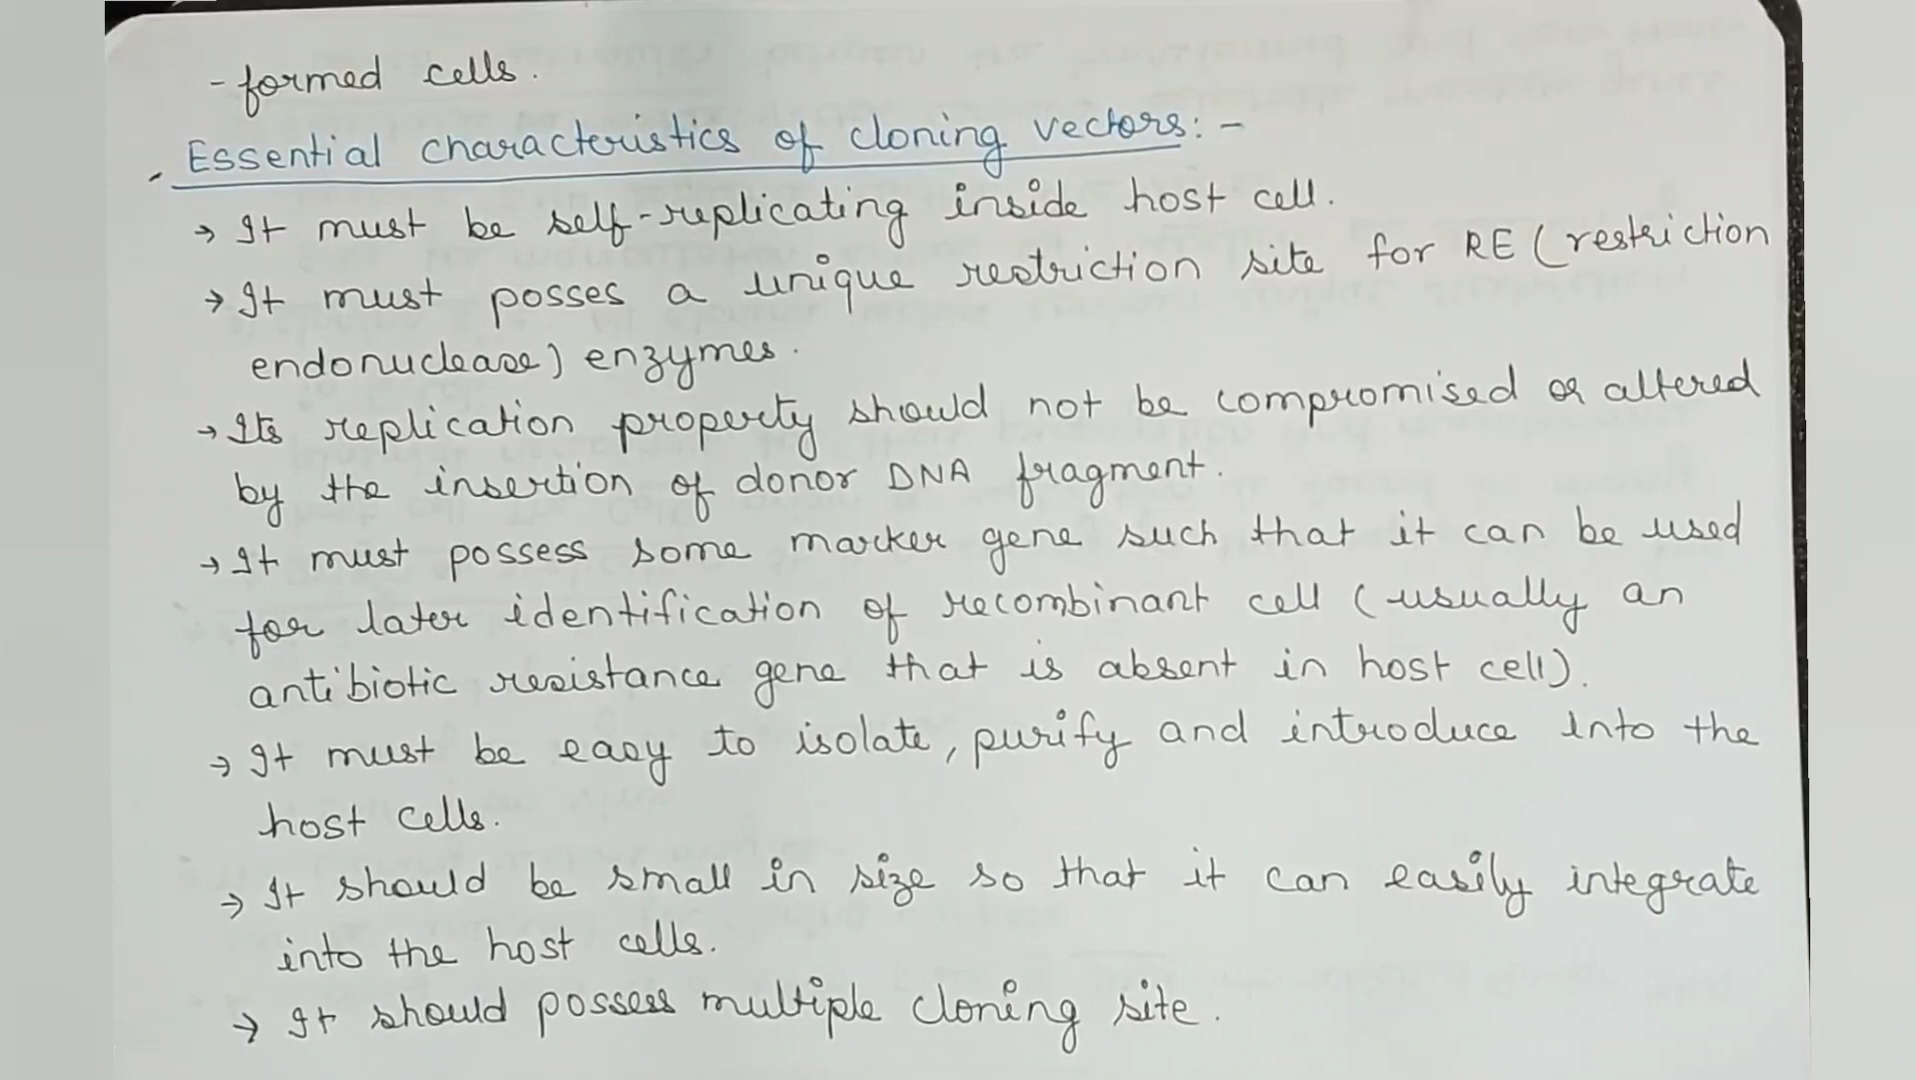 -formed cells.
Essential characteristics of cloning vectors:-
→ It must be self-replicating inside host cell.
→ It must posses a unique restriction site for RE (restriction
endonuclease) enzymes.
→ Its replication property should not be compromised or altered
by the insertion of donor DNA fragment.
→ It must possess some marker gene such that it can be used
for later identification of recombinant cell (usually an
antibiotic resistance gene that is absent in host cell).
→ It must be easy to isolate, purify and introduce into the
host cells.
→ It should be small in size so that it can easily integrate
into the host cells.
→ It should possess multiple cloning site.